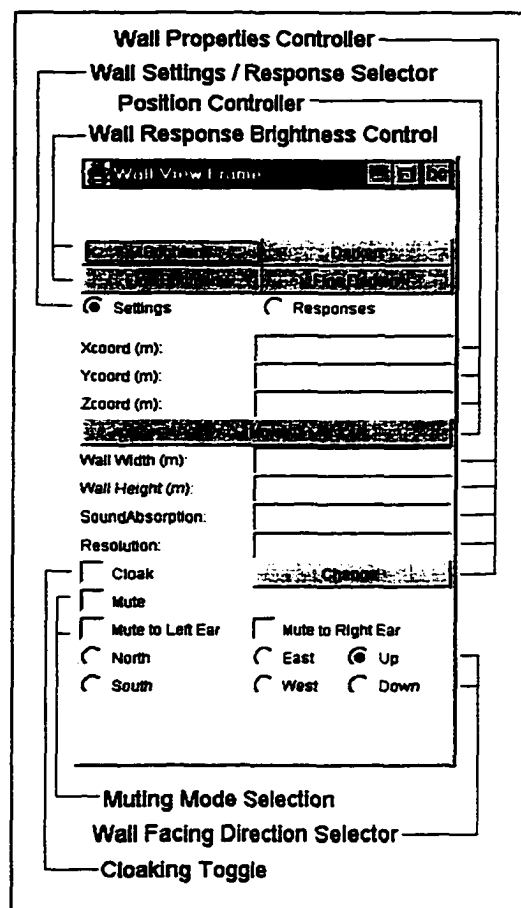 Wall Properties Controller
Wall Settings / Response Selector
Position Controller
Wall Response Brightness Control
Wall View Frame
Settings Responses
Xcoord (m):
Ycoord (m):
Zcoord (m):
Wall Width (m):
Wall Height (m):
SoundAbsorption:
Resolution:
Cloak Change
Mute
Mute to Left Ear Mute to Right Ear
North East Up
South West Down
Muting Mode Selection
Wall Facing Direction Selector
Cloaking Toggle